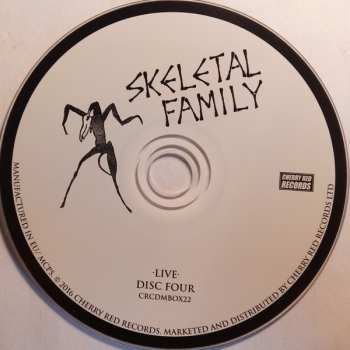 SKELETAL
FAMILY
CHERRY RED
RECORDS
·LIVE·
DISC FOUR
CRCDMBOX22
MANUFACTURED IN EU/ MCPS. © 2016 CHERRY RED RECORDS. MARKETED AND DISTRIBUTED BY CHERRY RED RECORDS LTD